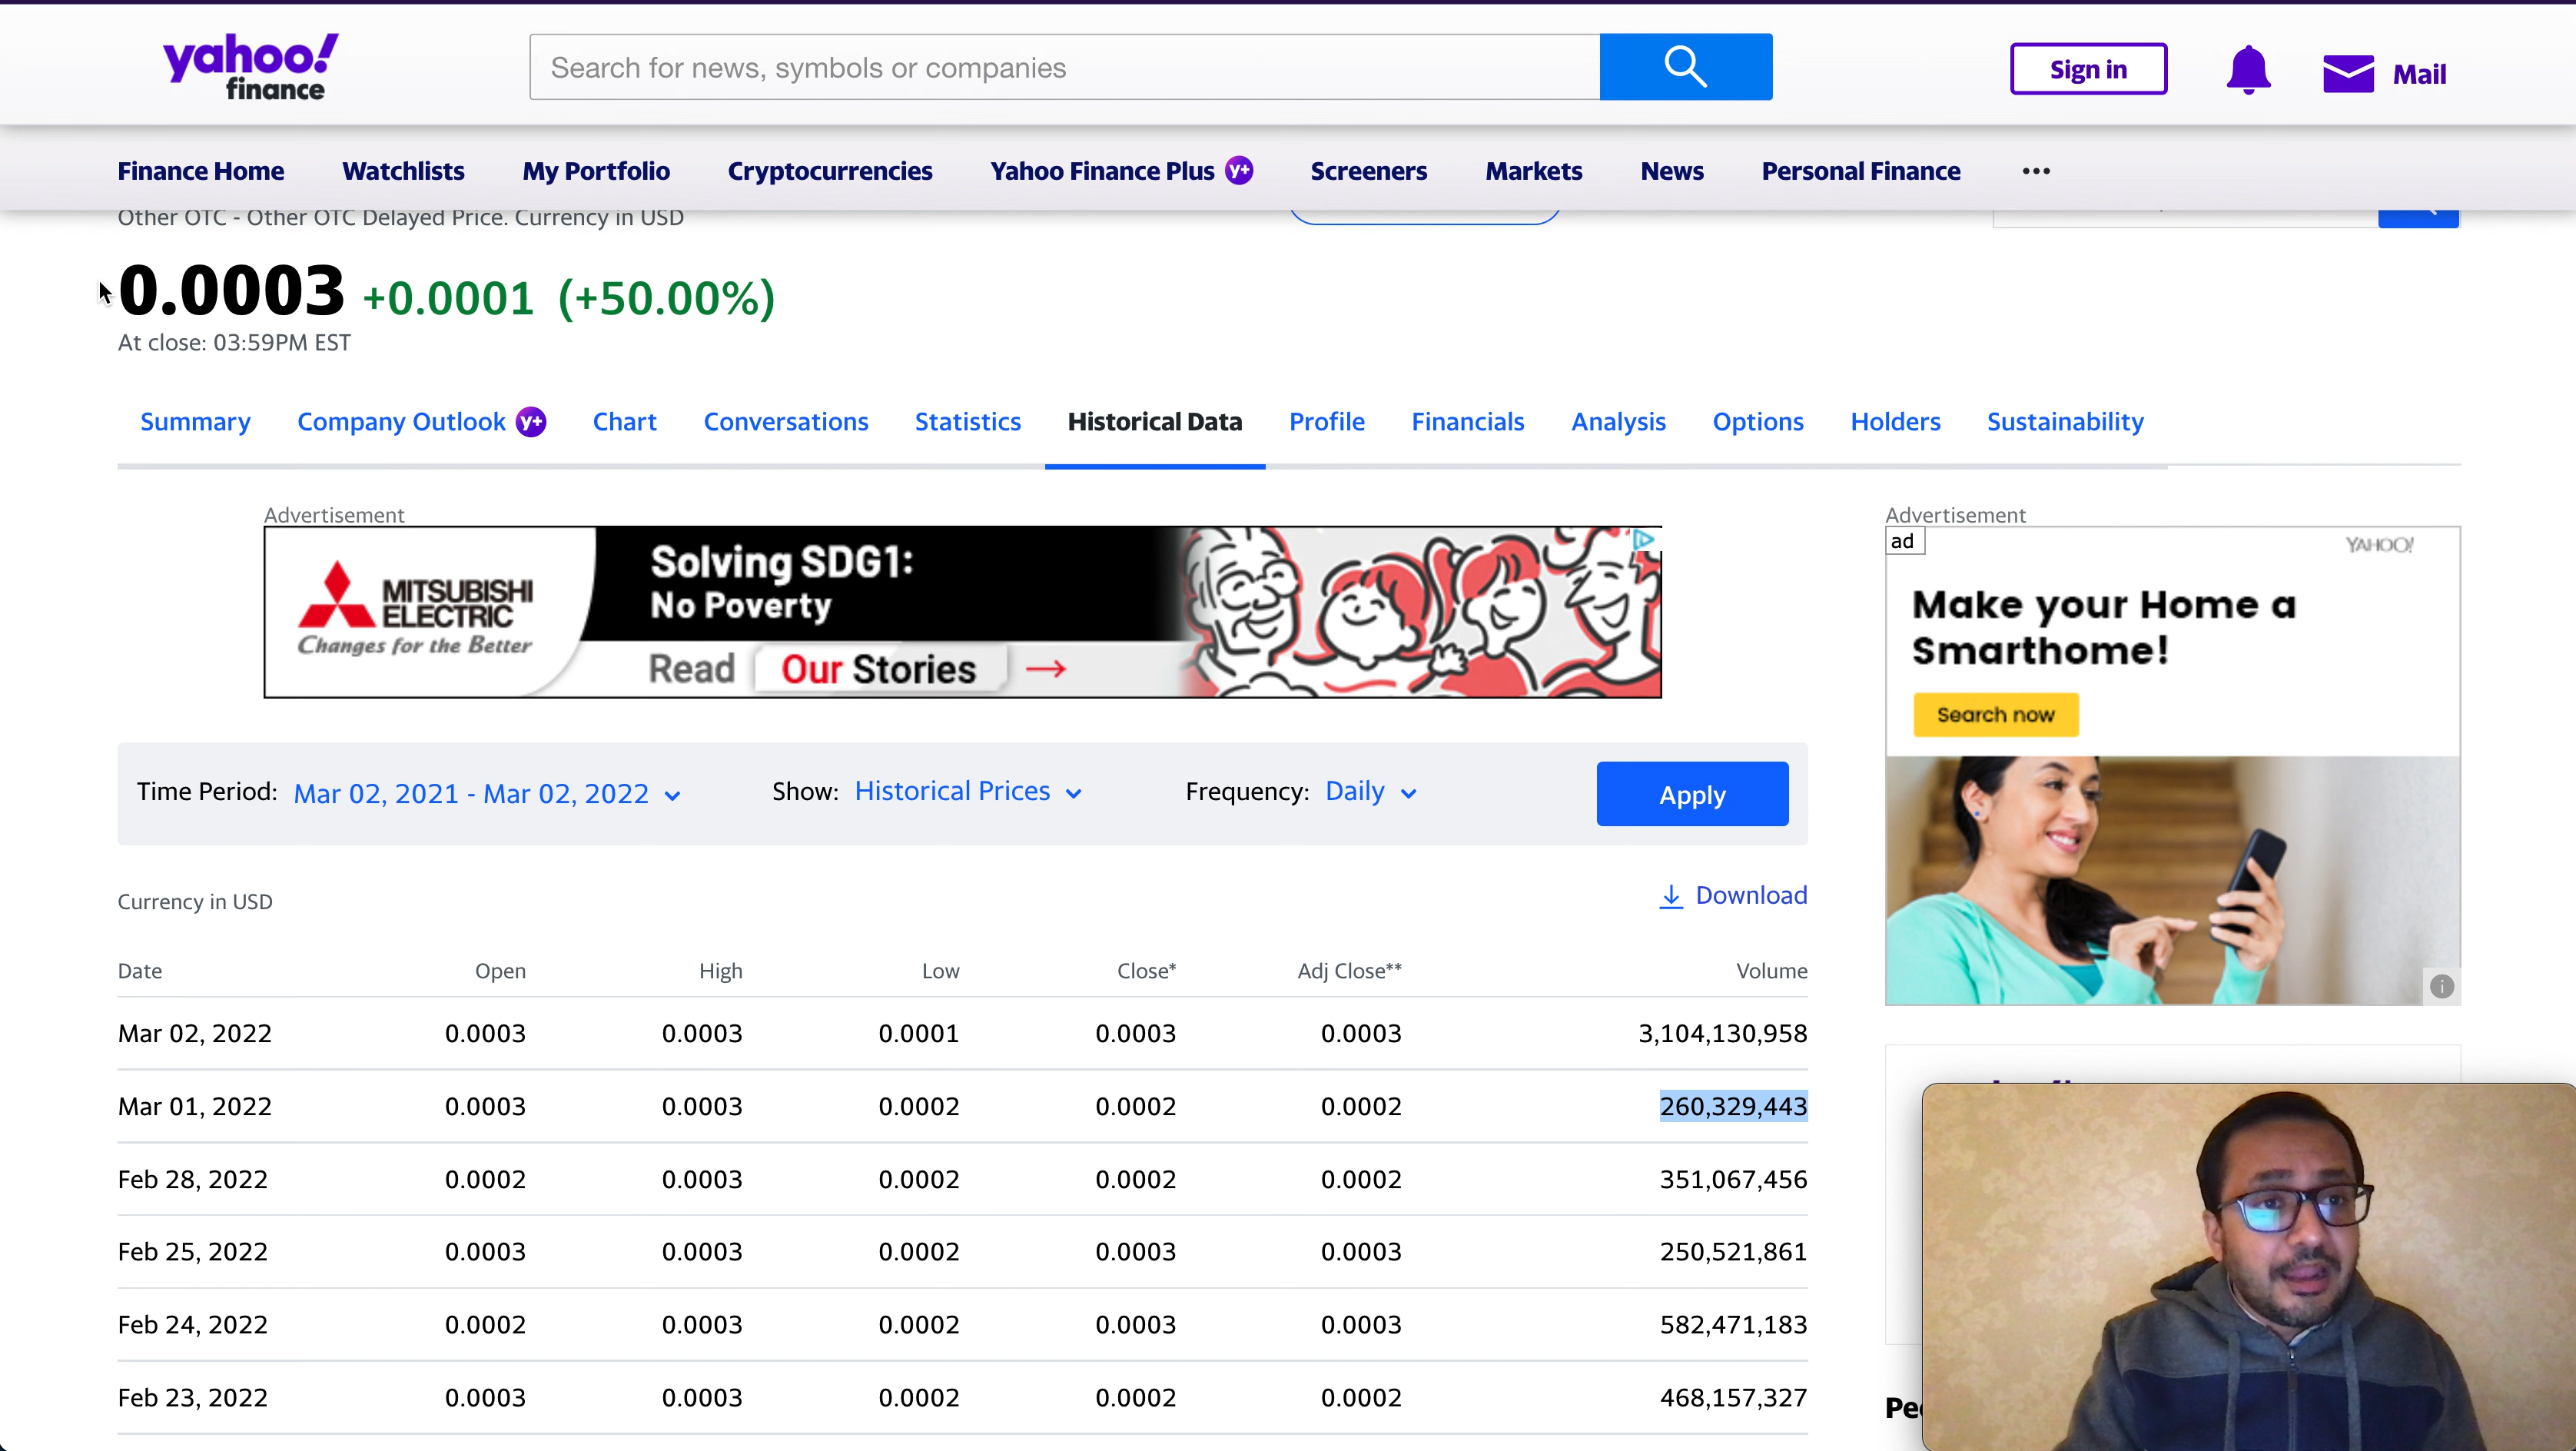 yahoo!
finance
Search for news, symbols or companies
Sign in
Mail
Finance Home Watchlists My Portfolio Cryptocurrencies Yahoo Finance Plus y+ Screeners Markets News Personal Finance •••
Other OTC - Other OTC Delayed Price. Currency in USD
0.0003 +0.0001 (+50.00%)
At close: 03:59PM EST
Summary Company Outlook y+ Chart Conversations Statistics Historical Data Profile Financials Analysis Options Holders Sustainability
Advertisement
MITSUBISHI
ELECTRIC
Changes for the Better
Solving SDG1:
No Poverty
Read Our Stories →
Advertisement
ad
YAHOO!
Make your Home a
Smarthome!
Search now
Time Period: Mar 02, 2021 - Mar 02, 2022 Show: Historical Prices Frequency: Daily Apply
Currency in USD Download
Date Open High Low Close* Adj Close** Volume
Mar 02, 2022 0.0003 0.0003 0.0001 0.0003 0.0003 3,104,130,958
Mar 01, 2022 0.0003 0.0003 0.0002 0.0002 0.0002 260,329,443
Feb 28, 2022 0.0002 0.0003 0.0002 0.0002 0.0002 351,067,456
Feb 25, 2022 0.0003 0.0003 0.0002 0.0003 0.0003 250,521,861
Feb 24, 2022 0.0002 0.0003 0.0002 0.0003 0.0003 582,471,183
Feb 23, 2022 0.0003 0.0003 0.0002 0.0002 0.0002 468,157,327